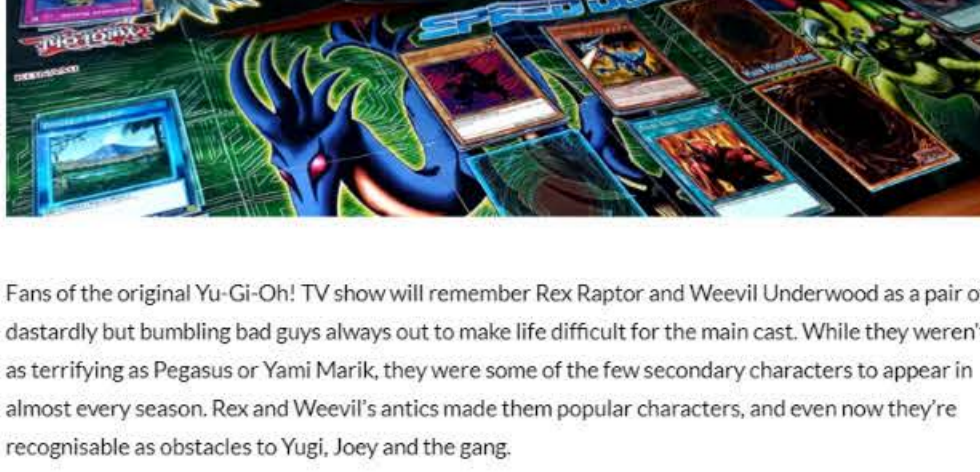 SPEED DU
KONAMI
Fans of the original Yu-Gi-Oh! TV show will remember Rex Raptor and Weevil Underwood as a pair o
dastardly but bumbling bad guys always out to make life difficult for the main cast. While they weren'
as terrifying as Pegasus or Yami Marik, they were some of the few secondary characters to appear in
almost every season. Rex and Weevil's antics made them popular characters, and even now they're
recognisable as obstacles to Yugi, Joey and the gang.